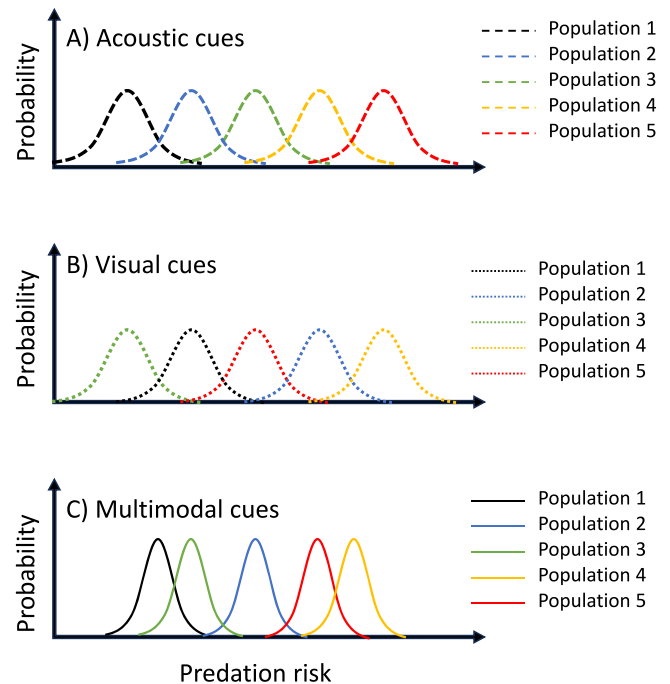 A) Acoustic cues
Probability
Population 1
Population 2
Population 3
Population 4
Population 5
B) Visual cues
Probability
Population 1
Population 2
Population 3
Population 4
Population 5
C) Multimodal cues
Probability
Population 1
Population 2
Population 3
Population 4
Population 5
Predation risk